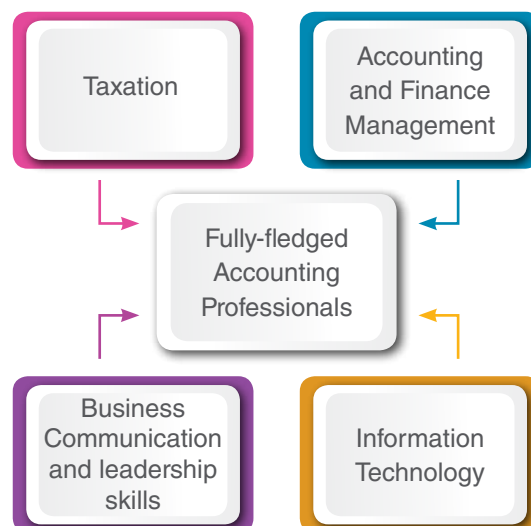 Taxation
Accounting
and Finance
Management
Fully-fledged
Accounting
Professionals
Business
Communication
and leadership
skills
Information
Technology